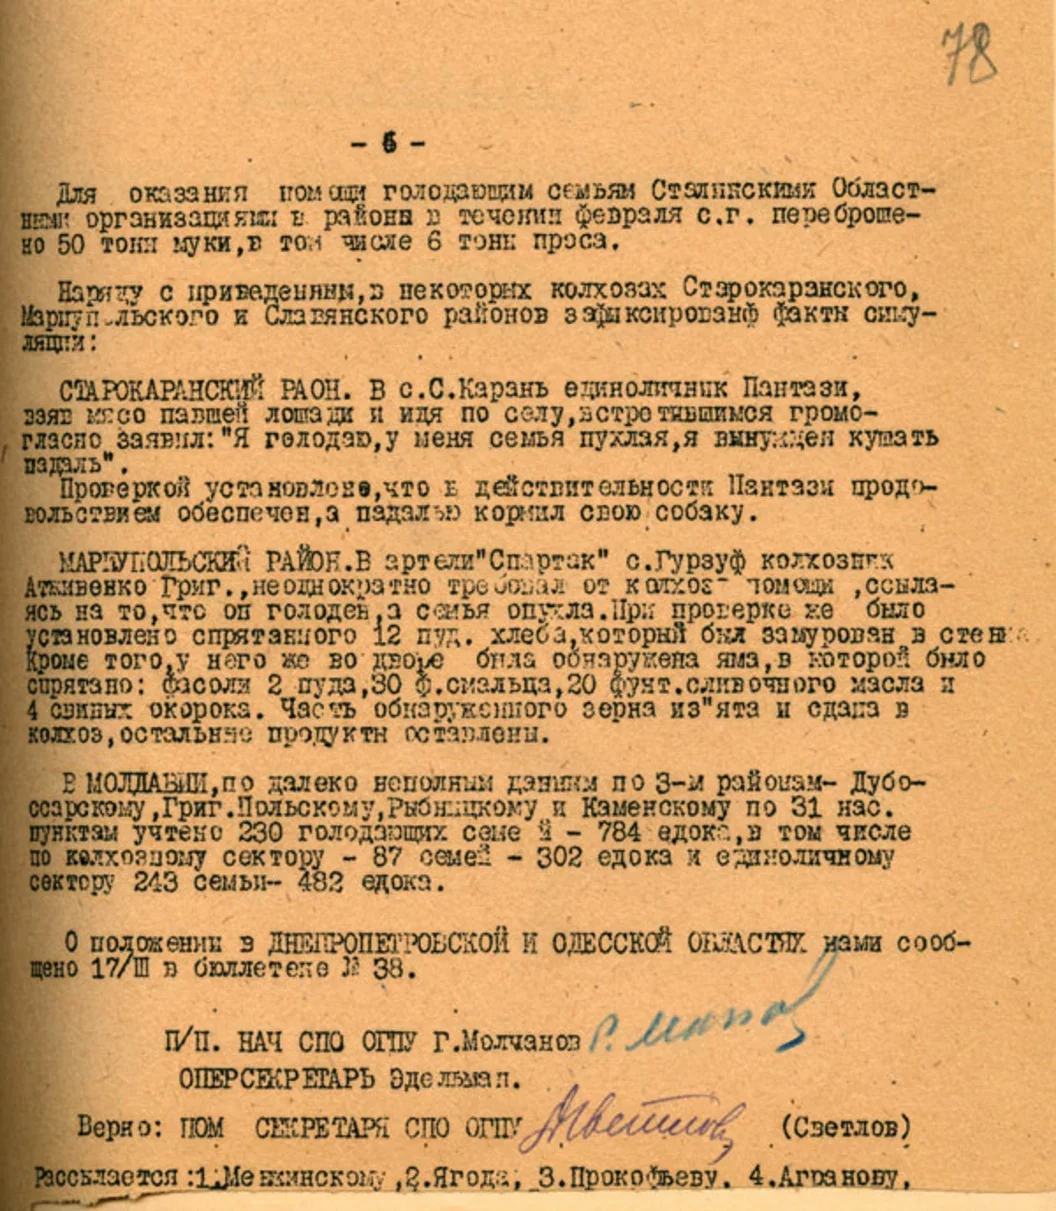 78
- 6 -
Для оказания помощи голодающим семьям Сталинскими Област-
ными организациями в районы в течении февраля с.г. переброше-
но 50 тонн муки,в том числе 6 тонн проса.
Наряду с приведенным,в некоторых колхозах Старокаранского,
Мариупольского и Славянского районов зафиксированф факты симу-
ляции:
СТАРОКАРАНСКИЙ РАОН. В с.С.Карань единоличник Пантази,
взяв мясо павшей лошади и идя по селу,встретившимся громо-
гласно заявил:"Я голодаю,у меня семья пухлая,я вынужден кушать
падаль".
Проверкой установлено,что в действительности Пантази продо-
вольствием обеспечен,а падалью кормил свою собаку.
МАРИУПОЛЬСКИЙ РАЙОН.В артели"Спартак" с.Гурзуф колхозник
Григ.,неоднократно требовал от колхоз помощи ,ссыла-
ясь на то,что он голоден,а семья опухла.При проверке же было
установлено спрятанного 12 пуд. хлеба,который был замурован в стен
Кроме того,у него же во дворе была обнаружена яма,в которой было
спрятано: фасоли 2 пуда,30 ф.смальца,20 фунт.сливочного масла и
4 свиных окорока. Часть обнаруженного зерна из"ята и сдана в
колхоз,остальные продукты оставлены.
В МОЛДАВИИ,по далеко неполным данным по 3-м районам- Дубо-
ссарскому,Григ.Польскому,Рыбницкому и Каменскому по 31 нас.
пунктам учтено 230 голодающих семе й - 784 едока,в том числе
по колхозному сектору - 87 семей - 302 едока и единоличному
сектору 243 семьи- 482 едока.
О положении в ДНЕПРОПЕТРОВСКОЙ И ОДЕССКОЙ ОБЛАСТЯХ нами сооб-
щено 17/III в бюллетене № 38.
П/П. НАЧ СПО ОГПУ Г.Молчанов
ОПЕРСЕКРЕТАРЬ Эдельман.
Верно: ПОМ СЕКРЕТАРЯ СПО ОГПУ (Светлов)
Рассылается :1.Менжинскому ,2.Ягода, 3.Прокофьеву. 4.Агранову,